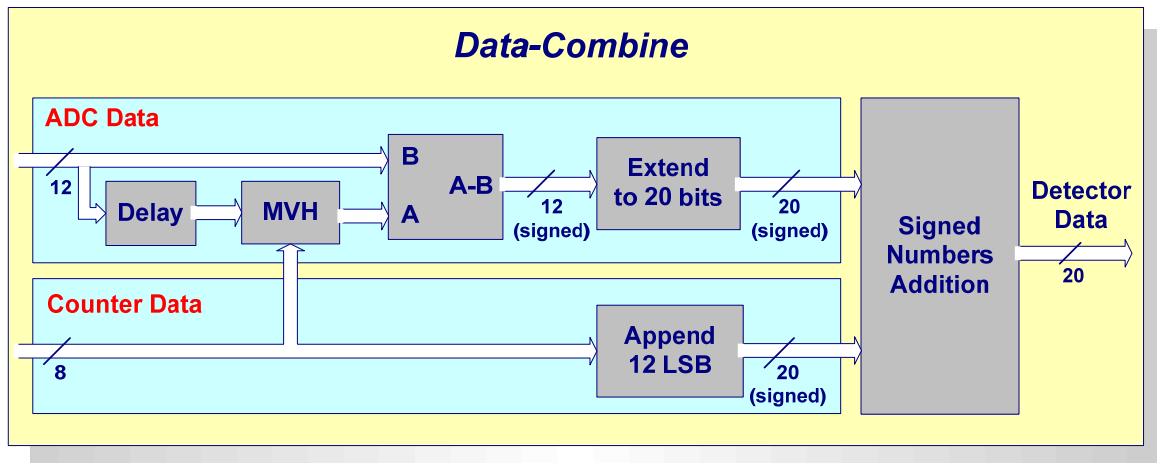 Data-Combine
ADC Data
12
Delay
MVH
B
A-B
A
12
(signed)
Extend
to 20 bits
20
(signed)
Counter Data
8
Append
12 LSB
20
(signed)
Signed
Numbers
Addition
Detector
Data
20